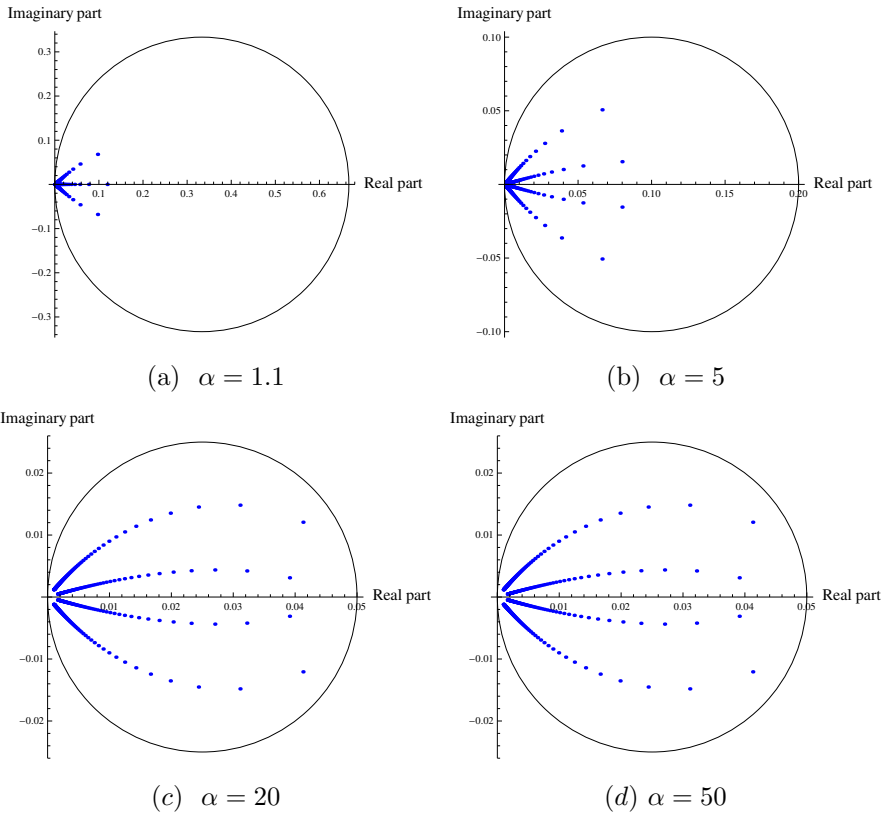 Imaginary part
0.3
0.2
0.1
−0.1
−0.2
−0.3
0.1 0.2 0.3 0.4 0.5 0.6
Real part
(a) α = 1.1
Imaginary part
0.10
0.05
−0.05
−0.10
0.05 0.10 0.15 0.20
Real part
(b) α = 5
Imaginary part
0.02
0.01
−0.01
−0.02
0.01 0.02 0.03 0.04 0.05
Real part
(c) α = 20
Imaginary part
0.02
0.01
−0.01
−0.02
0.01 0.02 0.03 0.04 0.05
Real part
(d) α = 50